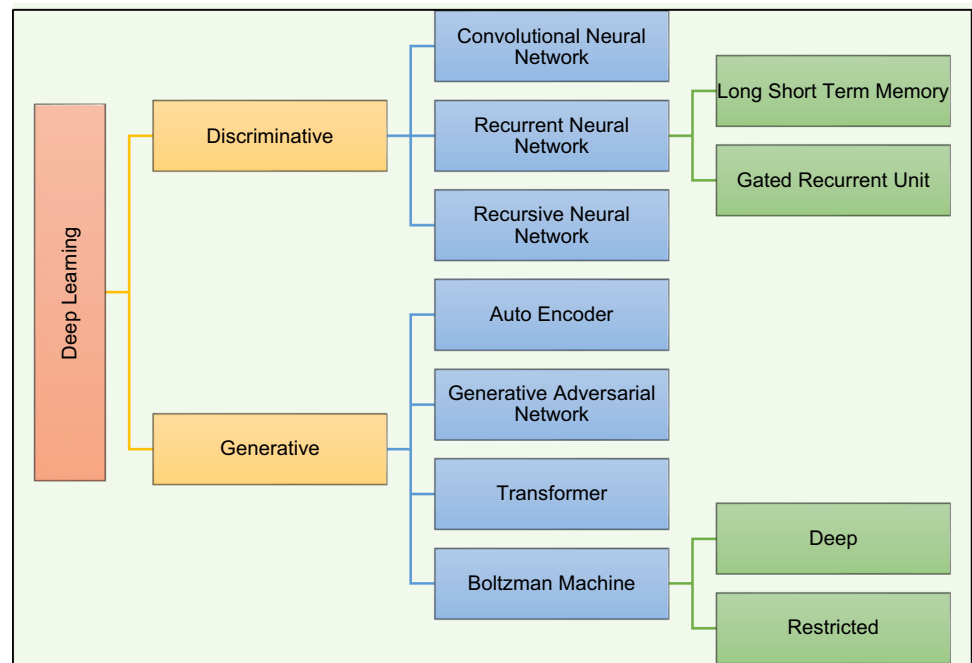 Deep Learning
Discriminative
Convolutional Neural
Network
Recurrent Neural
Network
Long Short Term Memory
Gated Recurrent Unit
Recursive Neural
Network
Generative
Auto Encoder
Generative Adversarial
Network
Transformer
Boltzman Machine
Deep
Restricted